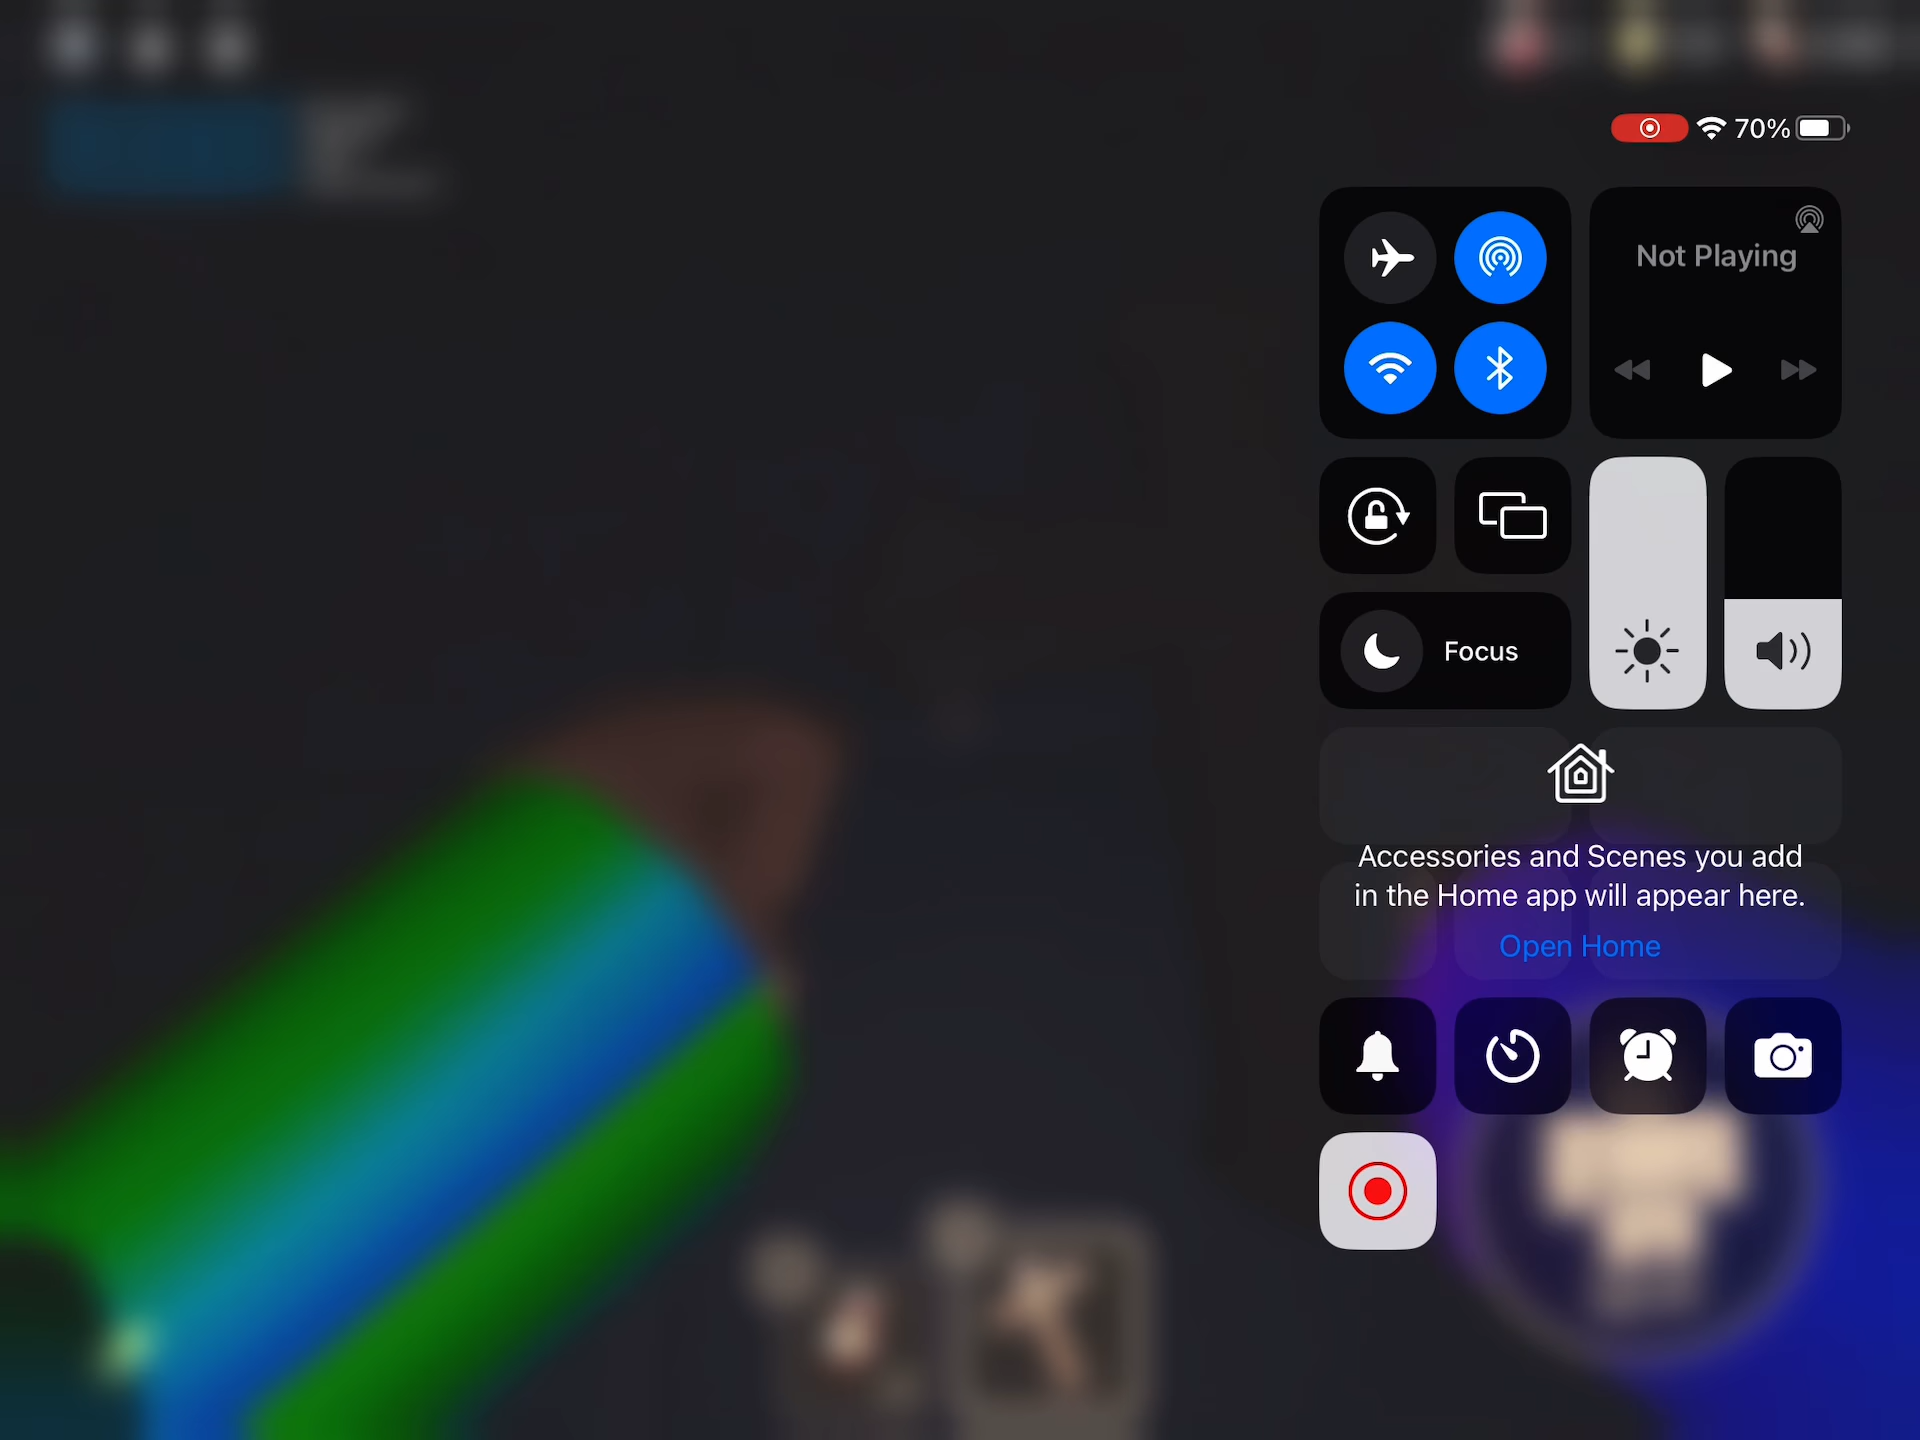 70%
Not Playing
Focus
Accessories and Scenes you add
in the Home app will appear here.
Open Home